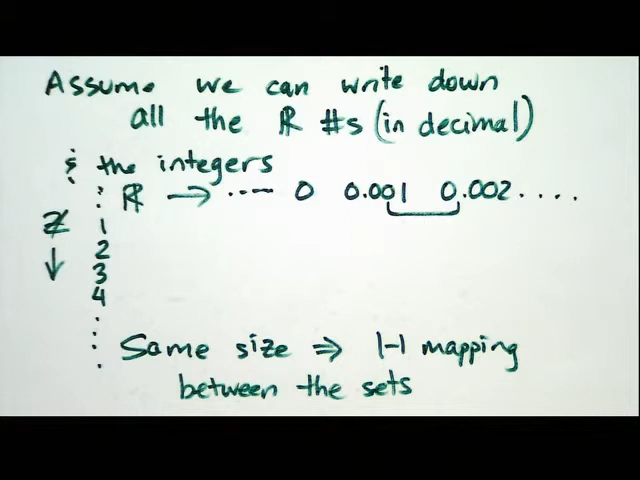 Assume we can write down
all the ℝ #s (in decimal)
& the integers
ℝ → ..... 0 0.001 0.002 ....
ℤ 1
↓ 2
3
4
Same size ⇒ 1-1 mapping
between the sets